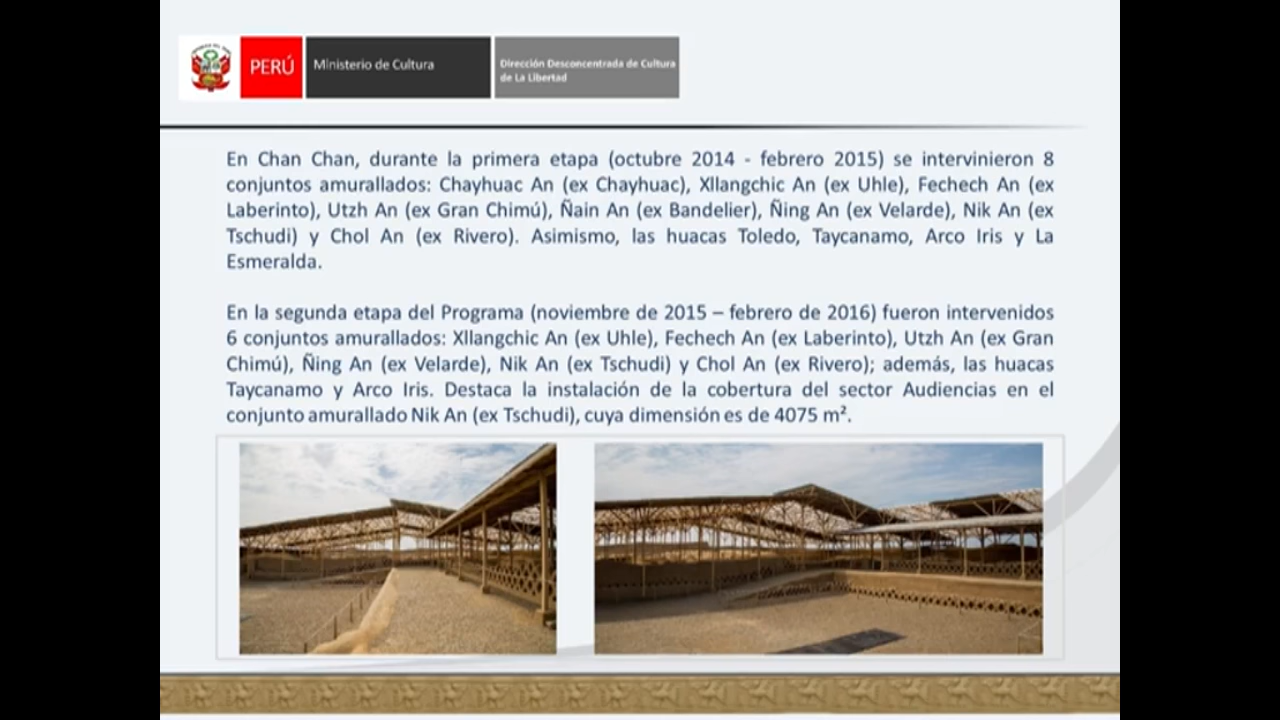 PERÚ
Ministerio de Cultura
Dirección Desconcentrada de Cultura
de La Libertad
En Chan Chan, durante la primera etapa (octubre 2014 - febrero 2015) se intervinieron 8
conjuntos amurallados: Chayhuac An (ex Chayhuac), Xllangchic An (ex Uhle), Fechech An (ex
Laberinto), Utzh An (ex Gran Chimú), Ñain An (ex Bandelier), Ñing An (ex Velarde), Nik An (ex
Tschudi) y Chol An (ex Rivero). Asimismo, las huacas Toledo, Taycanamo, Arco Iris y La
Esmeralda.
En la segunda etapa del Programa (noviembre de 2015 – febrero de 2016) fueron intervenidos
6 conjuntos amurallados: Xllangchic An (ex Uhle), Fechech An (ex Laberinto), Utzh An (ex Gran
Chimú), Ñing An (ex Velarde), Nik An (ex Tschudi) y Chol An (ex Rivero); además, las huacas
Taycanamo y Arco Iris. Destaca la instalación de la cobertura del sector Audiencias en el
conjunto amurallado Nik An (ex Tschudi), cuya dimensión es de 4075 m².